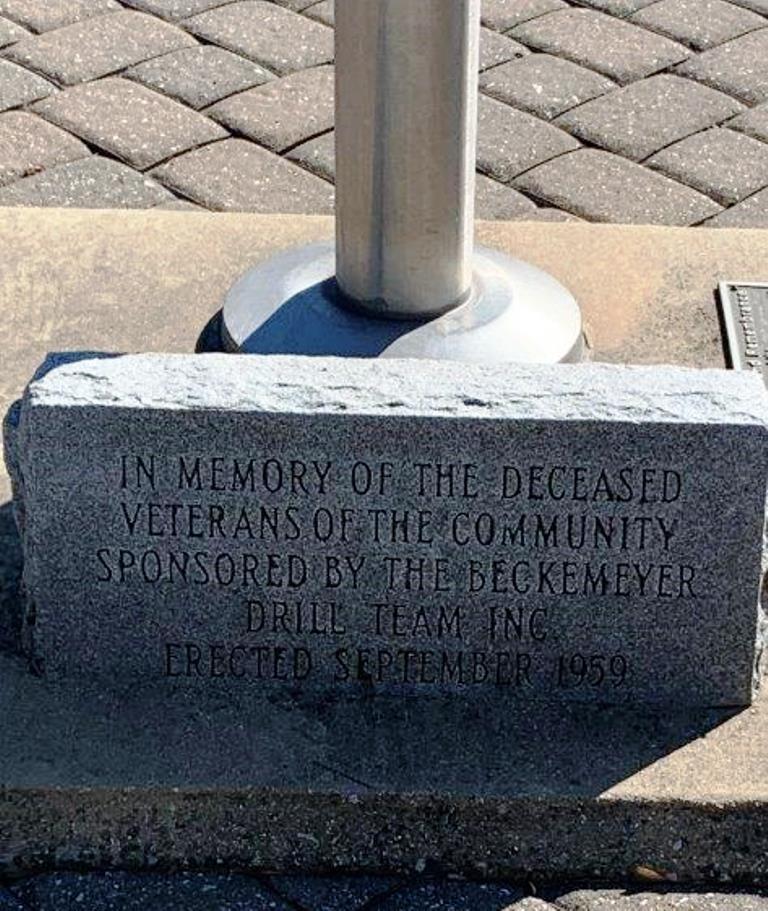 IN MEMORY OF THE DECEASED
VETERANS OF THE COMMUNITY
SPONSORED BY THE BECKEMEYER
DRILL TEAM INC.
ERECTED SEPTEMBER 1959